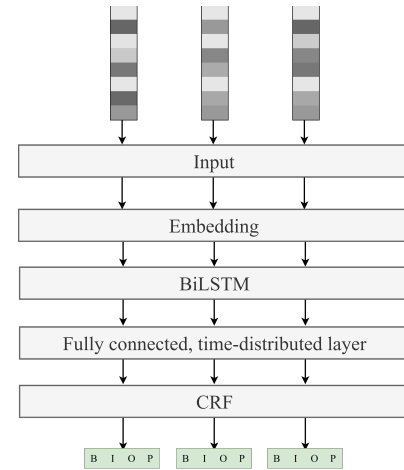 Input
Embedding
BiLSTM
Fully connected, time-distributed layer
CRF
B I O P B I O P B I O P